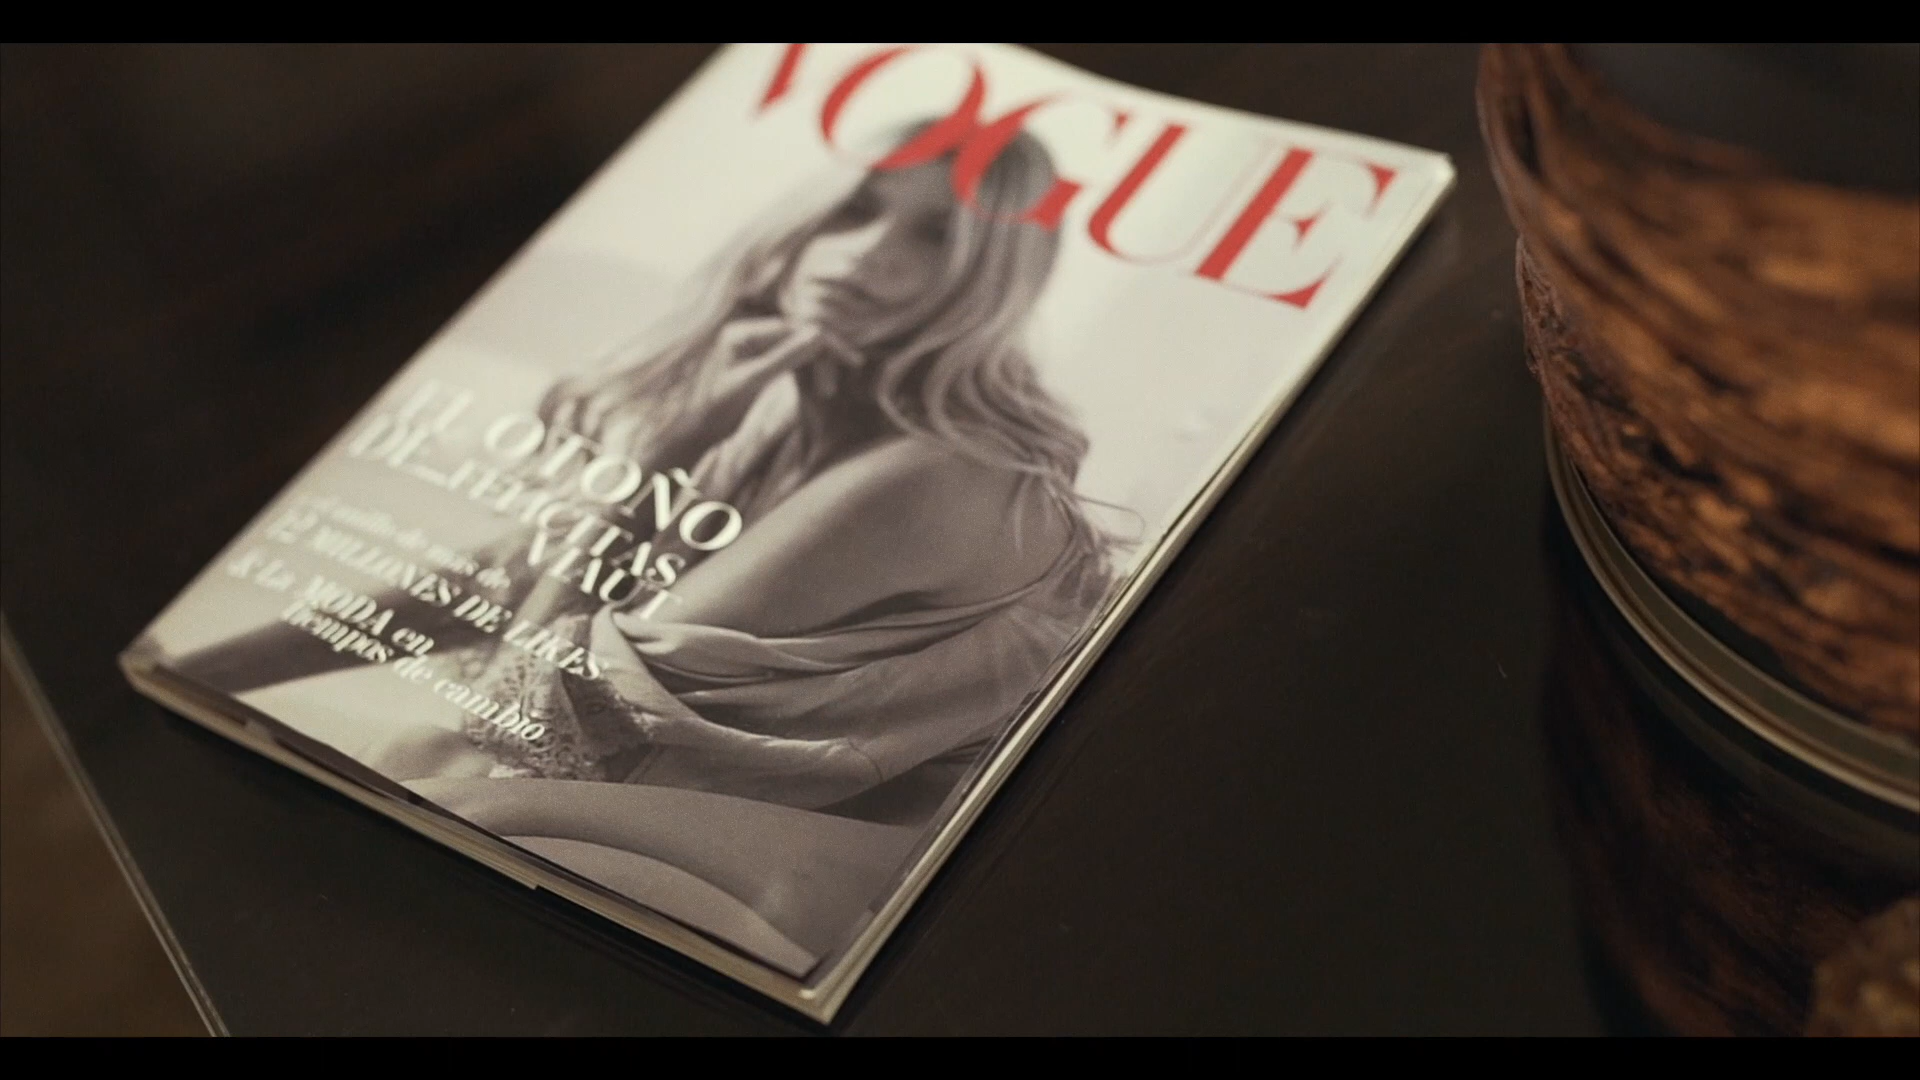 VOGUE
EL OTOÑO
DE FELICITAS
VIAUT
12 MILLONES DE LIKES
& La MODA en
tiempos de cambio